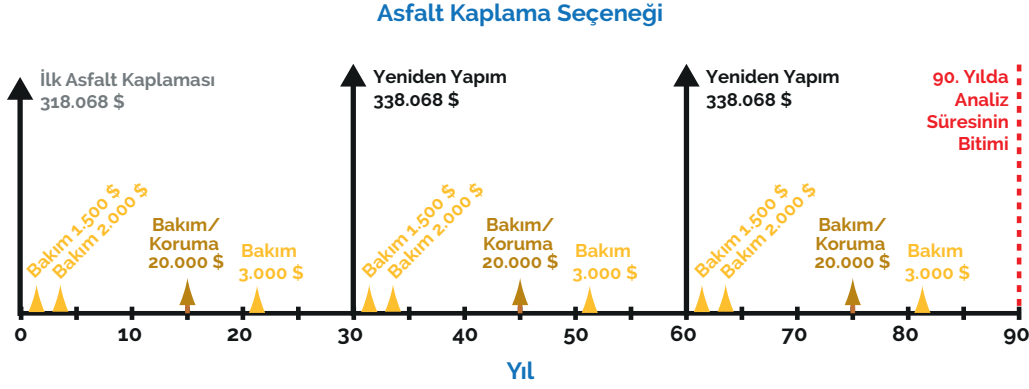 Asfalt Kaplama Seçeneği
İlk Asfalt Kaplaması
318.068 $
Yeniden Yapım
338.068 $
Yeniden Yapım
338.068 $
90. Yılda
Analiz
Süresinin
Bitimi
Bakım 1.500 $
Bakım 2.000 $
Bakım/
Koruma
20.000 $
Bakım
3.000 $
Bakım 1.500 $
Bakım 2.000 $
Bakım/
Koruma
20.000 $
Bakım
3.000 $
Bakım 1.500 $
Bakım 2.000 $
Bakım/
Koruma
20.000 $
Bakım
3.000 $
0 10 20 30 40 50 60 70 80 90
Yıl